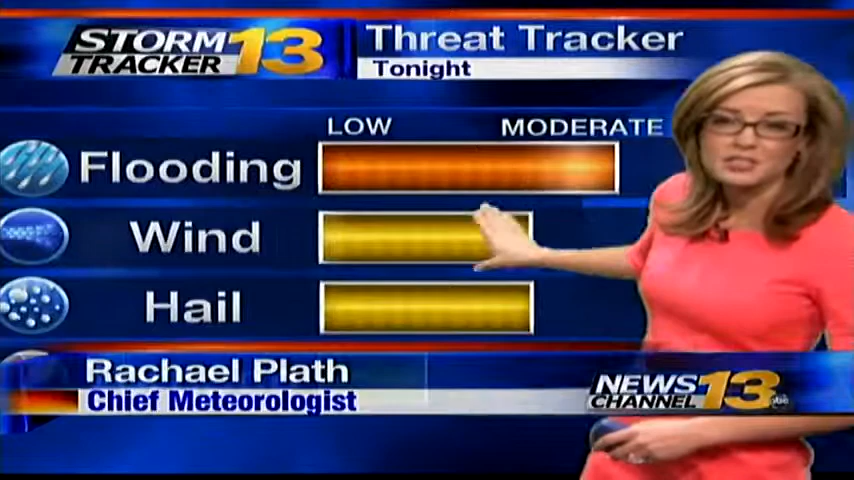 STORM 13
TRACKER
Threat Tracker
Tonight
LOW MODERATE
Flooding
Wind
Hail
Rachael Plath
Chief Meteorologist
NEWS 13
CHANNEL abc